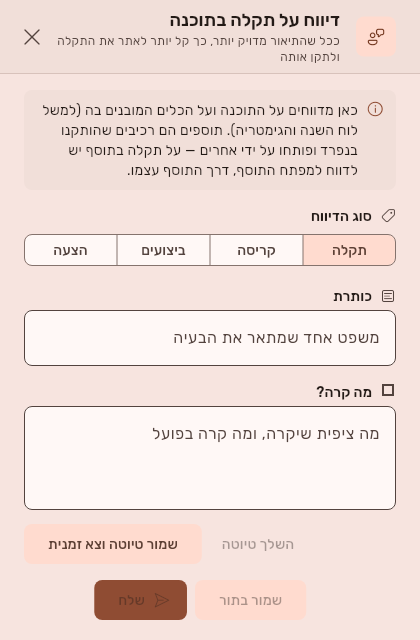 דיווח על תקלה בתוכנה
ככל שהתיאור מדויק יותר, כך קל יותר לאתר את התקלה
ולתקן אותה
כאן מדווחים על התוכנה ועל הכלים המובנים בה (למשל
לוח השנה והגימטריה). תוספים הם רכיבים שהותקנו
בנפרד ופותחו על ידי אחרים – על תקלה בתוסף יש
לדווח למפתח התוסף, דרך התוסף עצמו.
סוג הדיווח
תקלה
קריסה
ביצועים
הצעה
כותרת
משפט אחד שמתאר את הבעיה
מה קרה?
מה ציפית שיקרה, ומה קרה בפועל
השלך טיוטה
שמור טיוטה וצא זמנית
שמור בתור
שלח